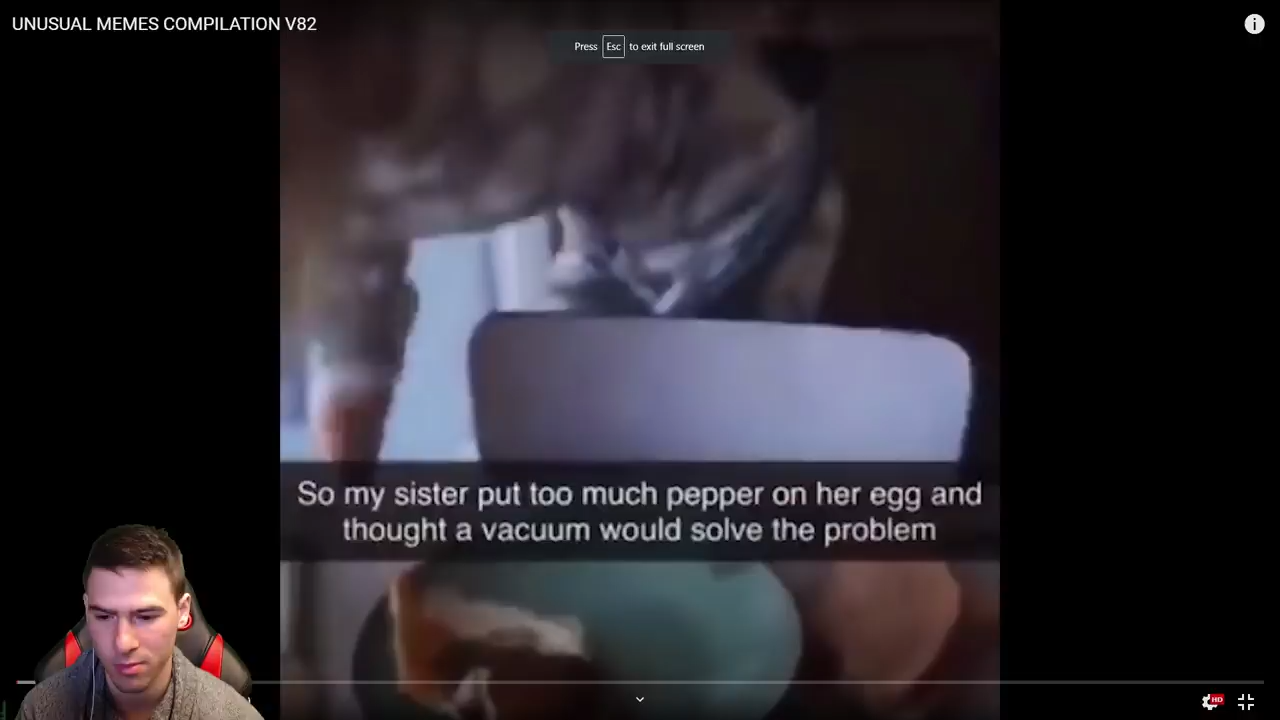 UNUSUAL MEMES COMPILATION V82
Press Esc to exit full screen
So my sister put too much pepper on her egg and
thought a vacuum would solve the problem
HD